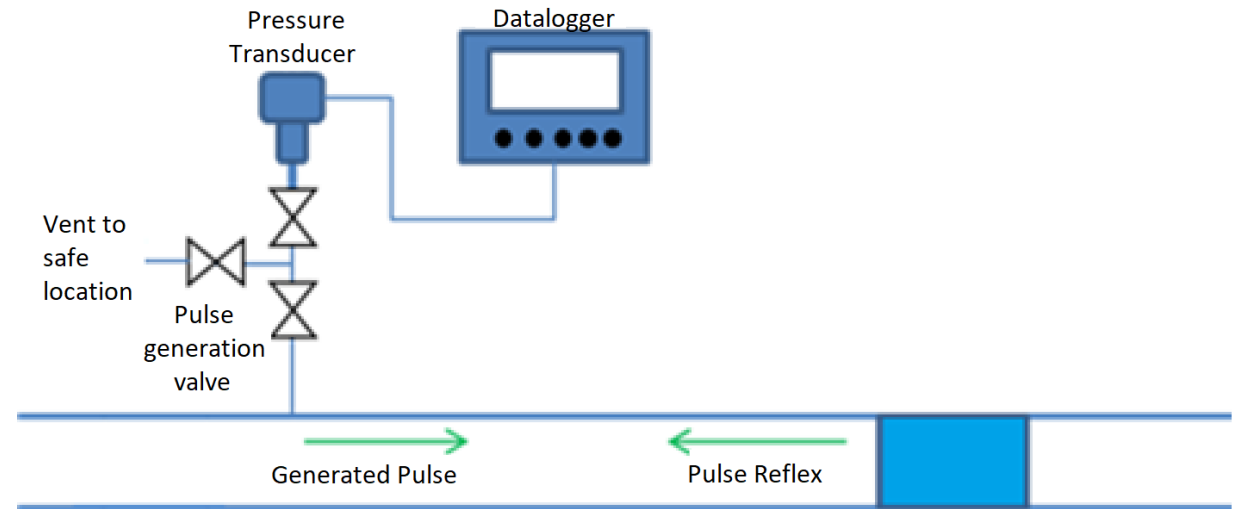 Pressure
Transducer
Datalogger
Vent to
safe
location
Pulse
generation
valve
Generated Pulse
Pulse Reflex